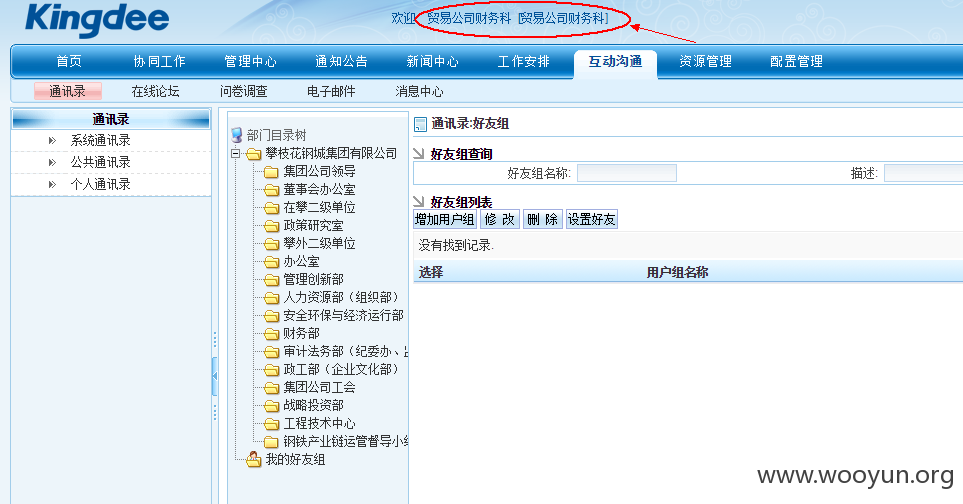 Kingdee
欢迎 贸易公司财务科 [贸易公司财务科]
首页 协同工作 管理中心 通知公告 新闻中心 工作安排 互动沟通 资源管理 配置管理
通讯录 在线论坛 问卷调查 电子邮件 消息中心
通讯录
系统通讯录
公共通讯录
个人通讯录
部门目录树
攀枝花钢城集团有限公司
集团公司领导
董事会办公室
在攀二级单位
政策研究室
攀外二级单位
办公室
管理创新部
人力资源部（组织部）
安全环保与经济运行部
财务部
审计法务部（纪委办、
政工部（企业文化部）
集团公司工会
战略投资部
工程技术中心
钢铁产业链运管督导小
我的好友组
通讯录:好友组
好友组查询
好友组名称: 描述:
好友组列表
增加用户组 修 改 删 除 设置好友
没有找到记录.
选择 用户组名称
www.wooyun.org